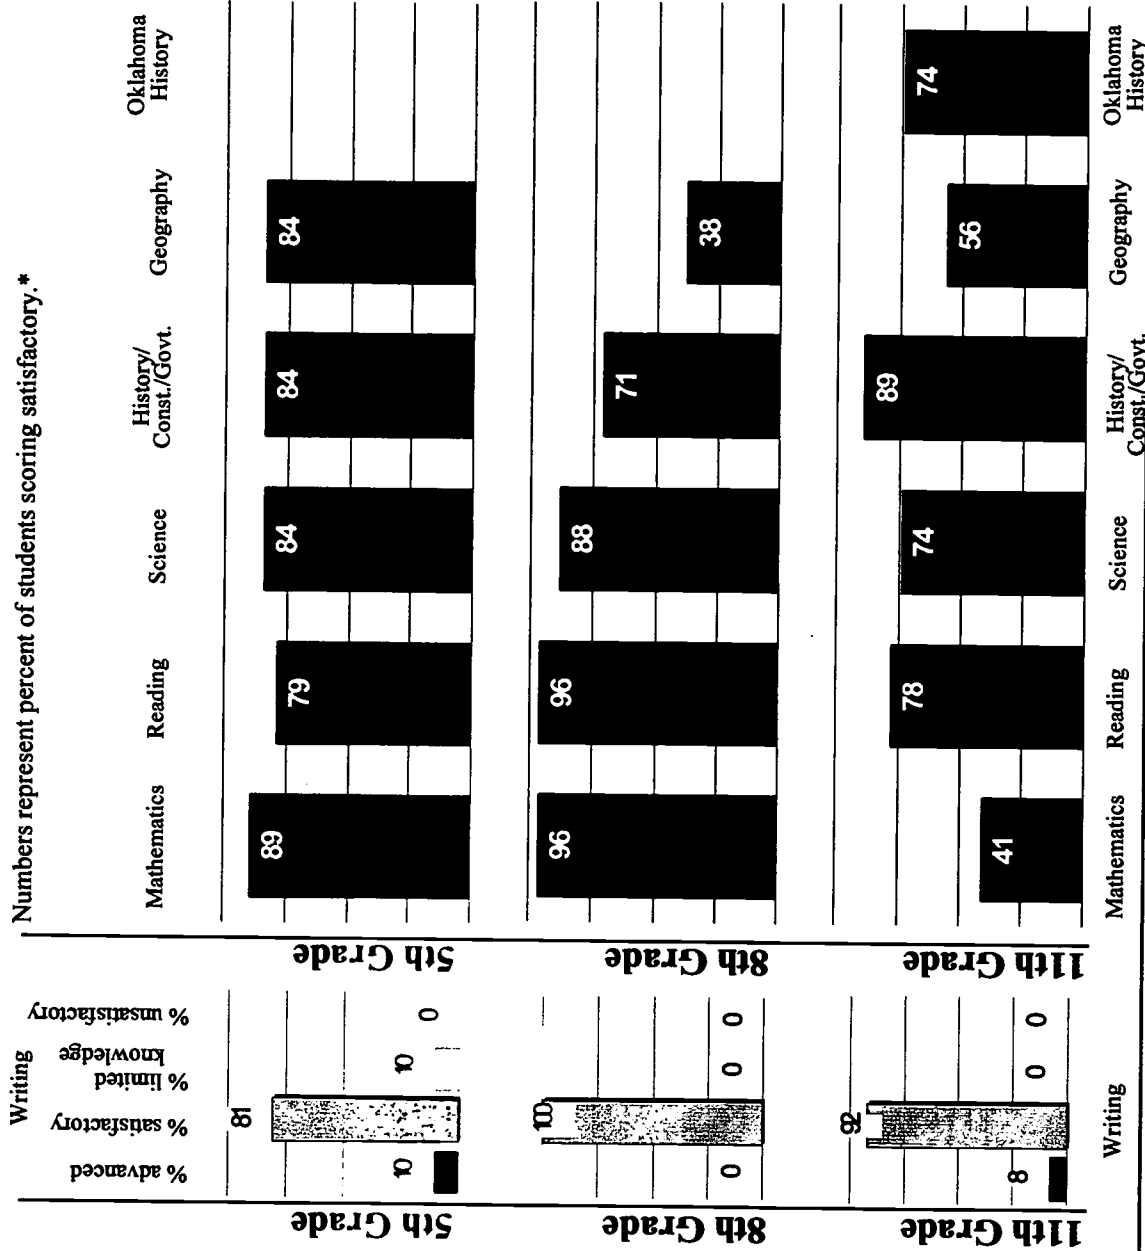 Numbers represent percent of students scoring satisfactory.*
Writing
% advanced
% satisfactory
% limited
knowledge
% unsatisfactory
Mathematics
Reading
Science
History/
Const./Govt.
Geography
Oklahoma
History
5th Grade
10
81
10
0
5th Grade
89
79
84
84
84
8th Grade
0
100
0
0
8th Grade
96
96
88
71
38
11th Grade
8
92
0
0
11th Grade
41
78
74
89
56
74
Writing
Mathematics
Reading
Science
History/
Const./Govt.
Geography
Oklahoma
History